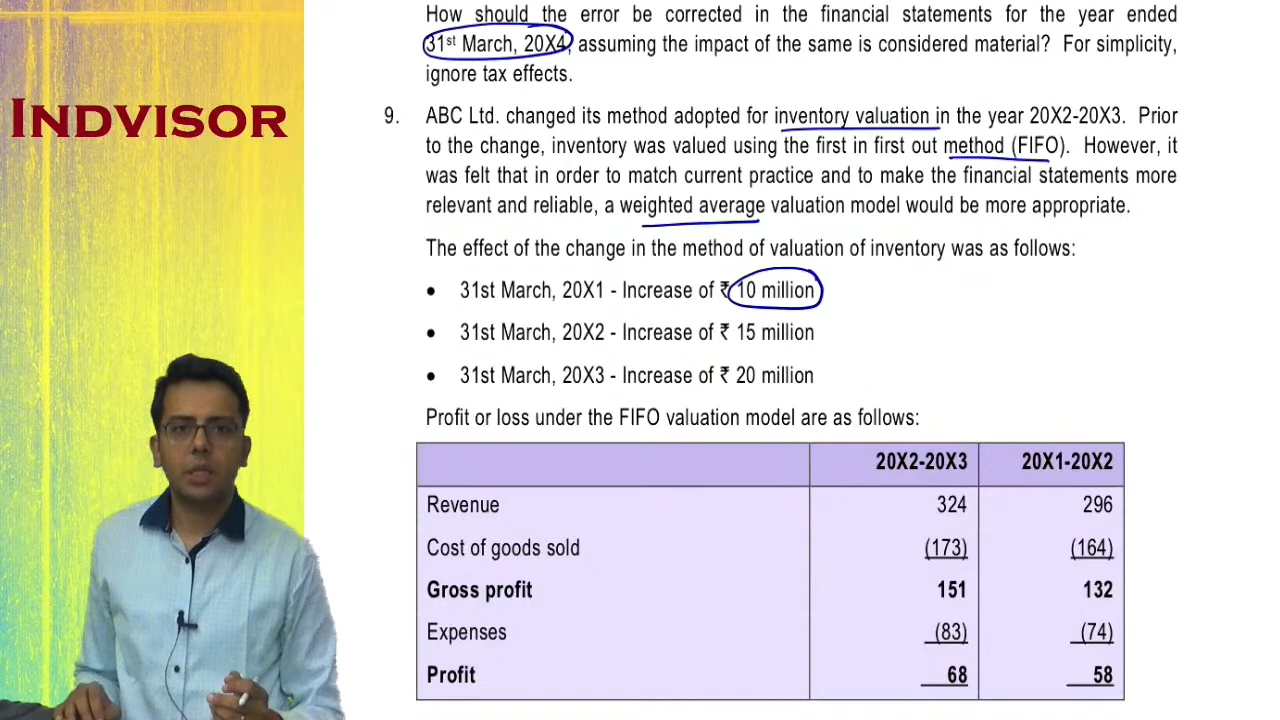 How should the error be corrected in the financial statements for the year ended
31st March, 20X4, assuming the impact of the same is considered material? For simplicity,
ignore tax effects.
INDVISOR
9. ABC Ltd. changed its method adopted for inventory valuation in the year 20X2-20X3. Prior
to the change, inventory was valued using the first in first out method (FIFO). However, it
was felt that in order to match current practice and to make the financial statements more
relevant and reliable, a weighted average valuation model would be more appropriate.
The effect of the change in the method of valuation of inventory was as follows:
• 31st March, 20X1 - Increase of ₹ 10 million
• 31st March, 20X2 - Increase of ₹ 15 million
• 31st March, 20X3 - Increase of ₹ 20 million
Profit or loss under the FIFO valuation model are as follows:
20X2-20X3 20X1-20X2
Revenue 324 296
Cost of goods sold (173) (164)
Gross profit 151 132
Expenses (83) (74)
Profit 68 58